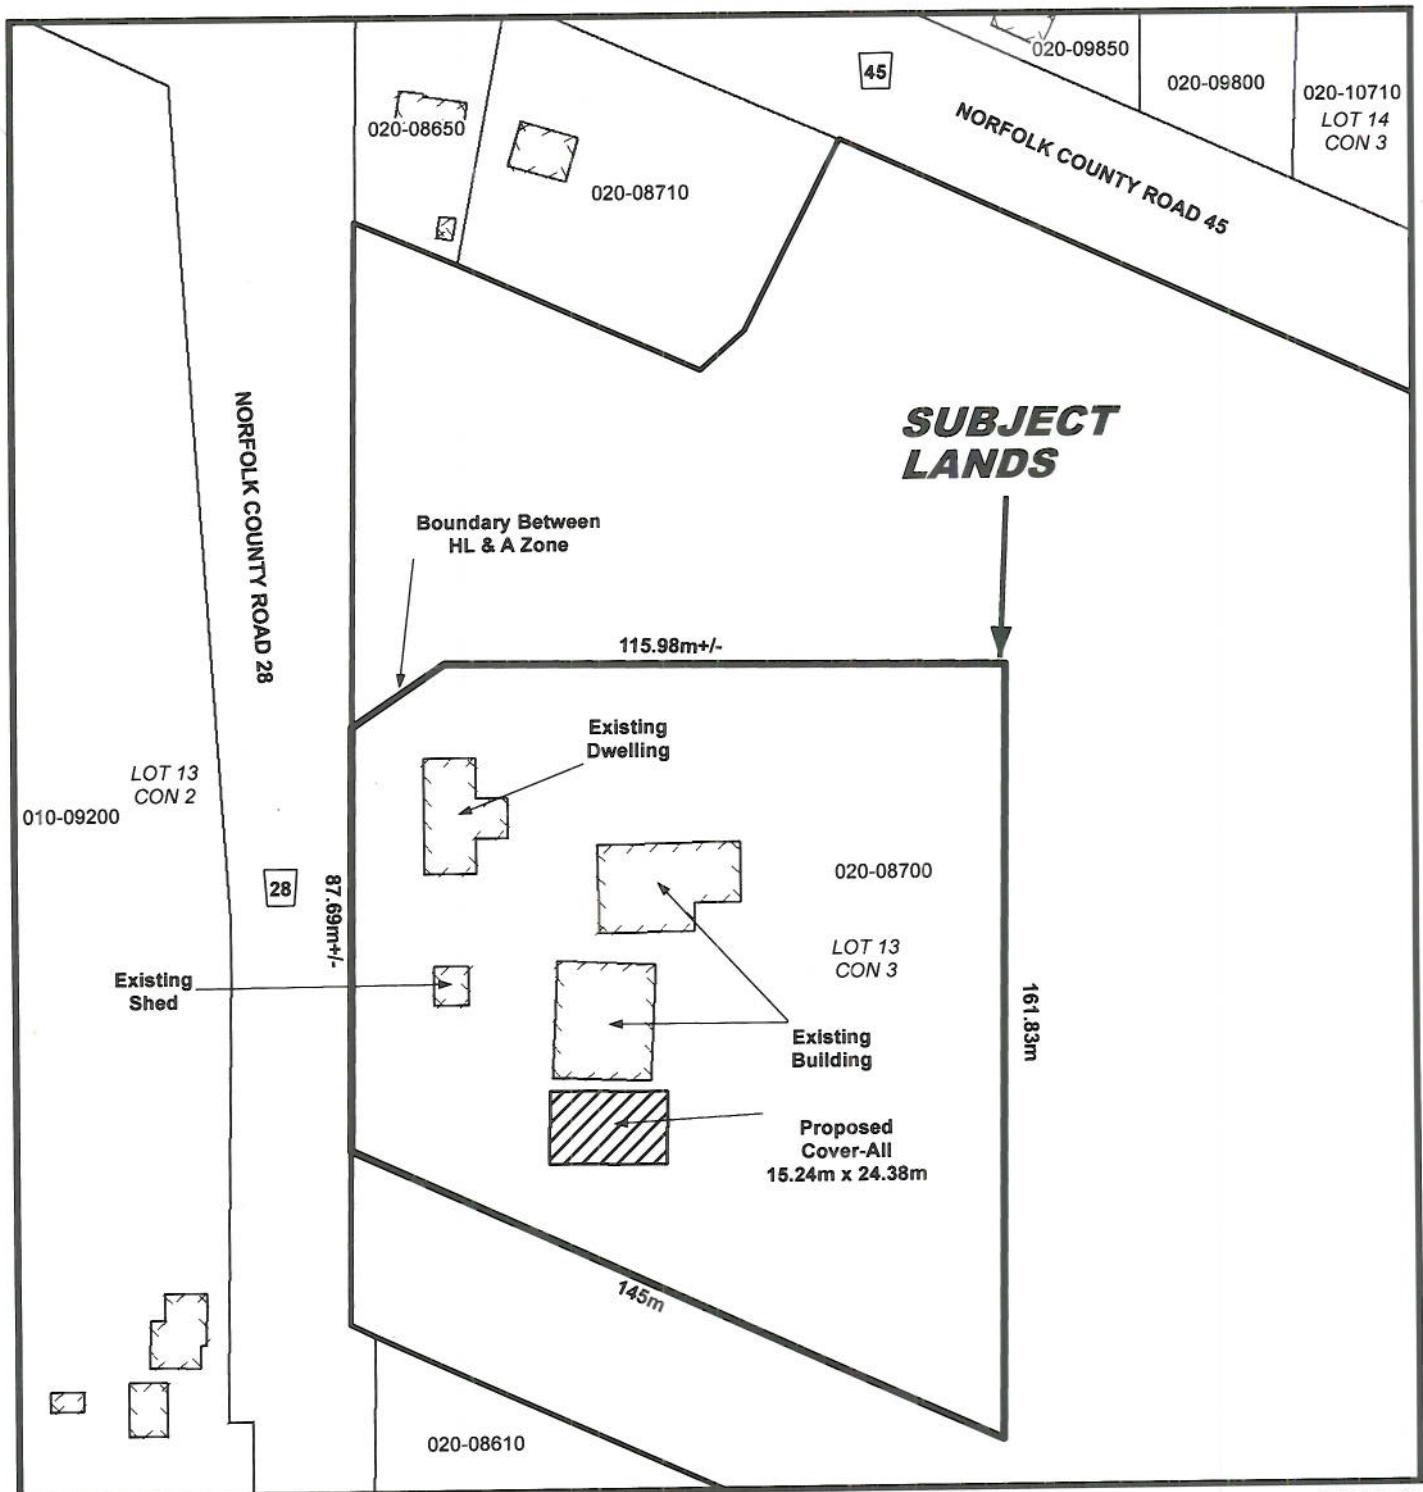 020-09850
45
020-09800
020-10710
LOT 14
CON 3
020-08650
NORFOLK COUNTY ROAD 45
020-08710
NORFOLK COUNTY ROAD 28
SUBJECT
LANDS
Boundary Between
HL & A Zone
115.98m+/-
Existing
Dwelling
LOT 13
CON 2
010-09200
28
87.69m+/-
020-08700
LOT 13
CON 3
Existing
Shed
161.83m
Existing
Building
Proposed
Cover-All
15.24m x 24.38m
145m
020-08610